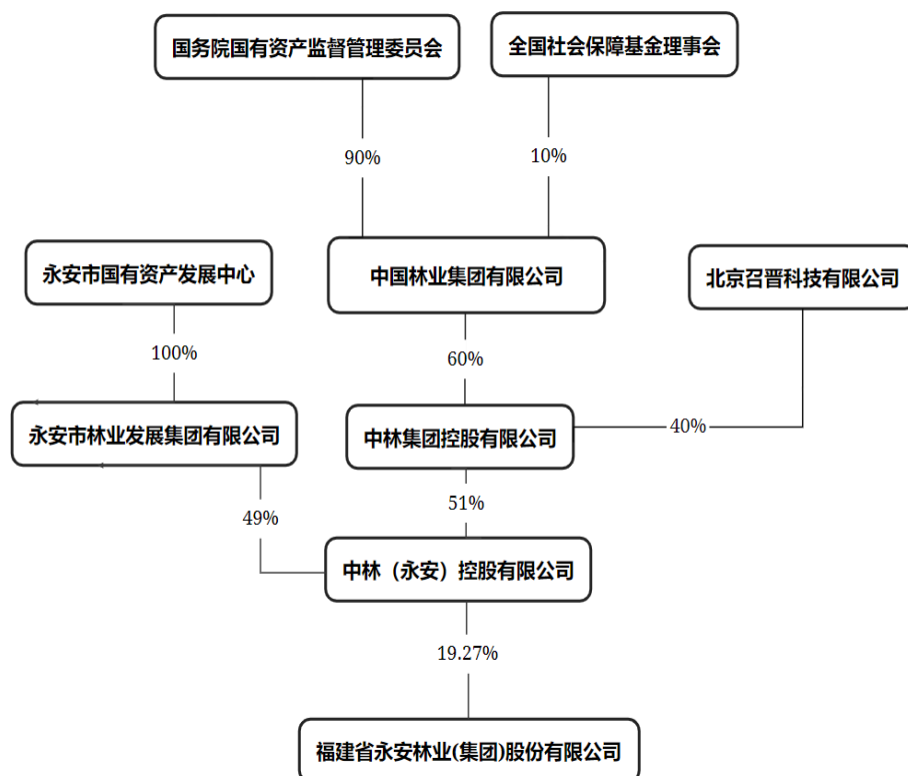 国务院国有资产监督管理委员会
全国社会保障基金理事会
90%
10%
永安市国有资产发展中心
中国林业集团有限公司
北京召晋科技有限公司
100%
60%
永安市林业发展集团有限公司
中林集团控股有限公司
40%
49%
51%
中林（永安）控股有限公司
19.27%
福建省永安林业(集团)股份有限公司